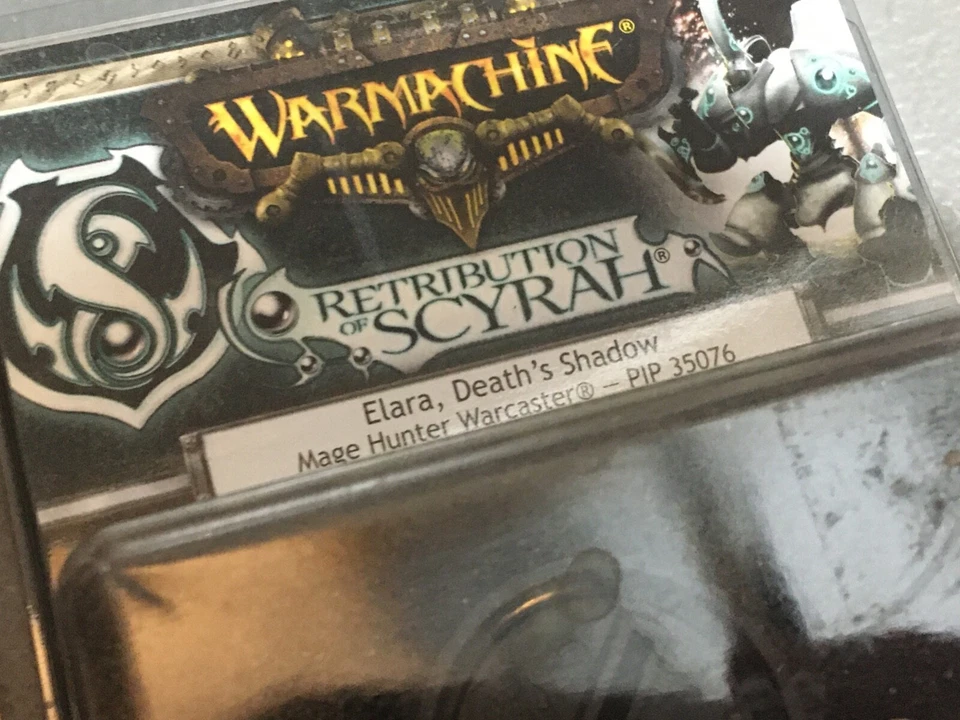 WARMACHINE®
RETRIBUTION
OF SCYRAH®
Elara, Death's Shadow
Mage Hunter Warcaster® – PIP 35076